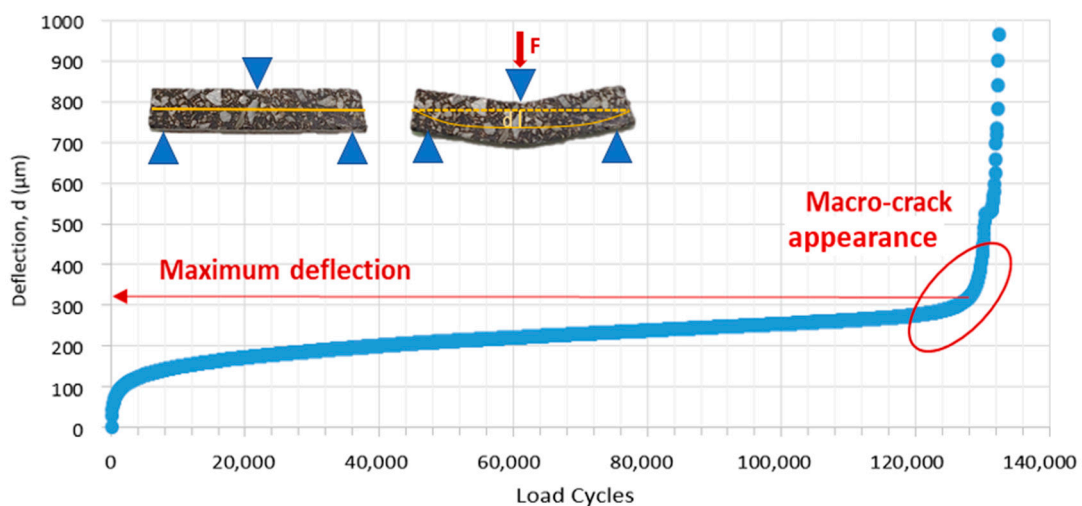 1000
900
800
700
600
500
400
300
200
100
0
Deflection, d (µm)
F
d
Macro-crack
appearance
Maximum deflection
0
20,000
40,000
60,000
80,000
100,000
120,000
140,000
Load Cycles